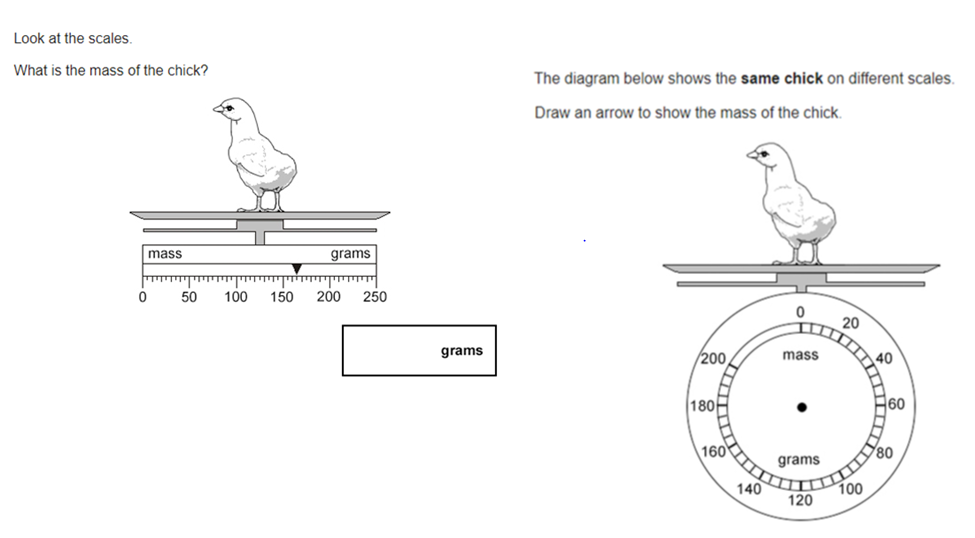 Look at the scales.
What is the mass of the chick?
mass grams
0 50 100 150 200 250
grams
The diagram below shows the same chick on different scales.
Draw an arrow to show the mass of the chick.
0
20
200
mass
40
180
60
160
grams
80
140
100
120